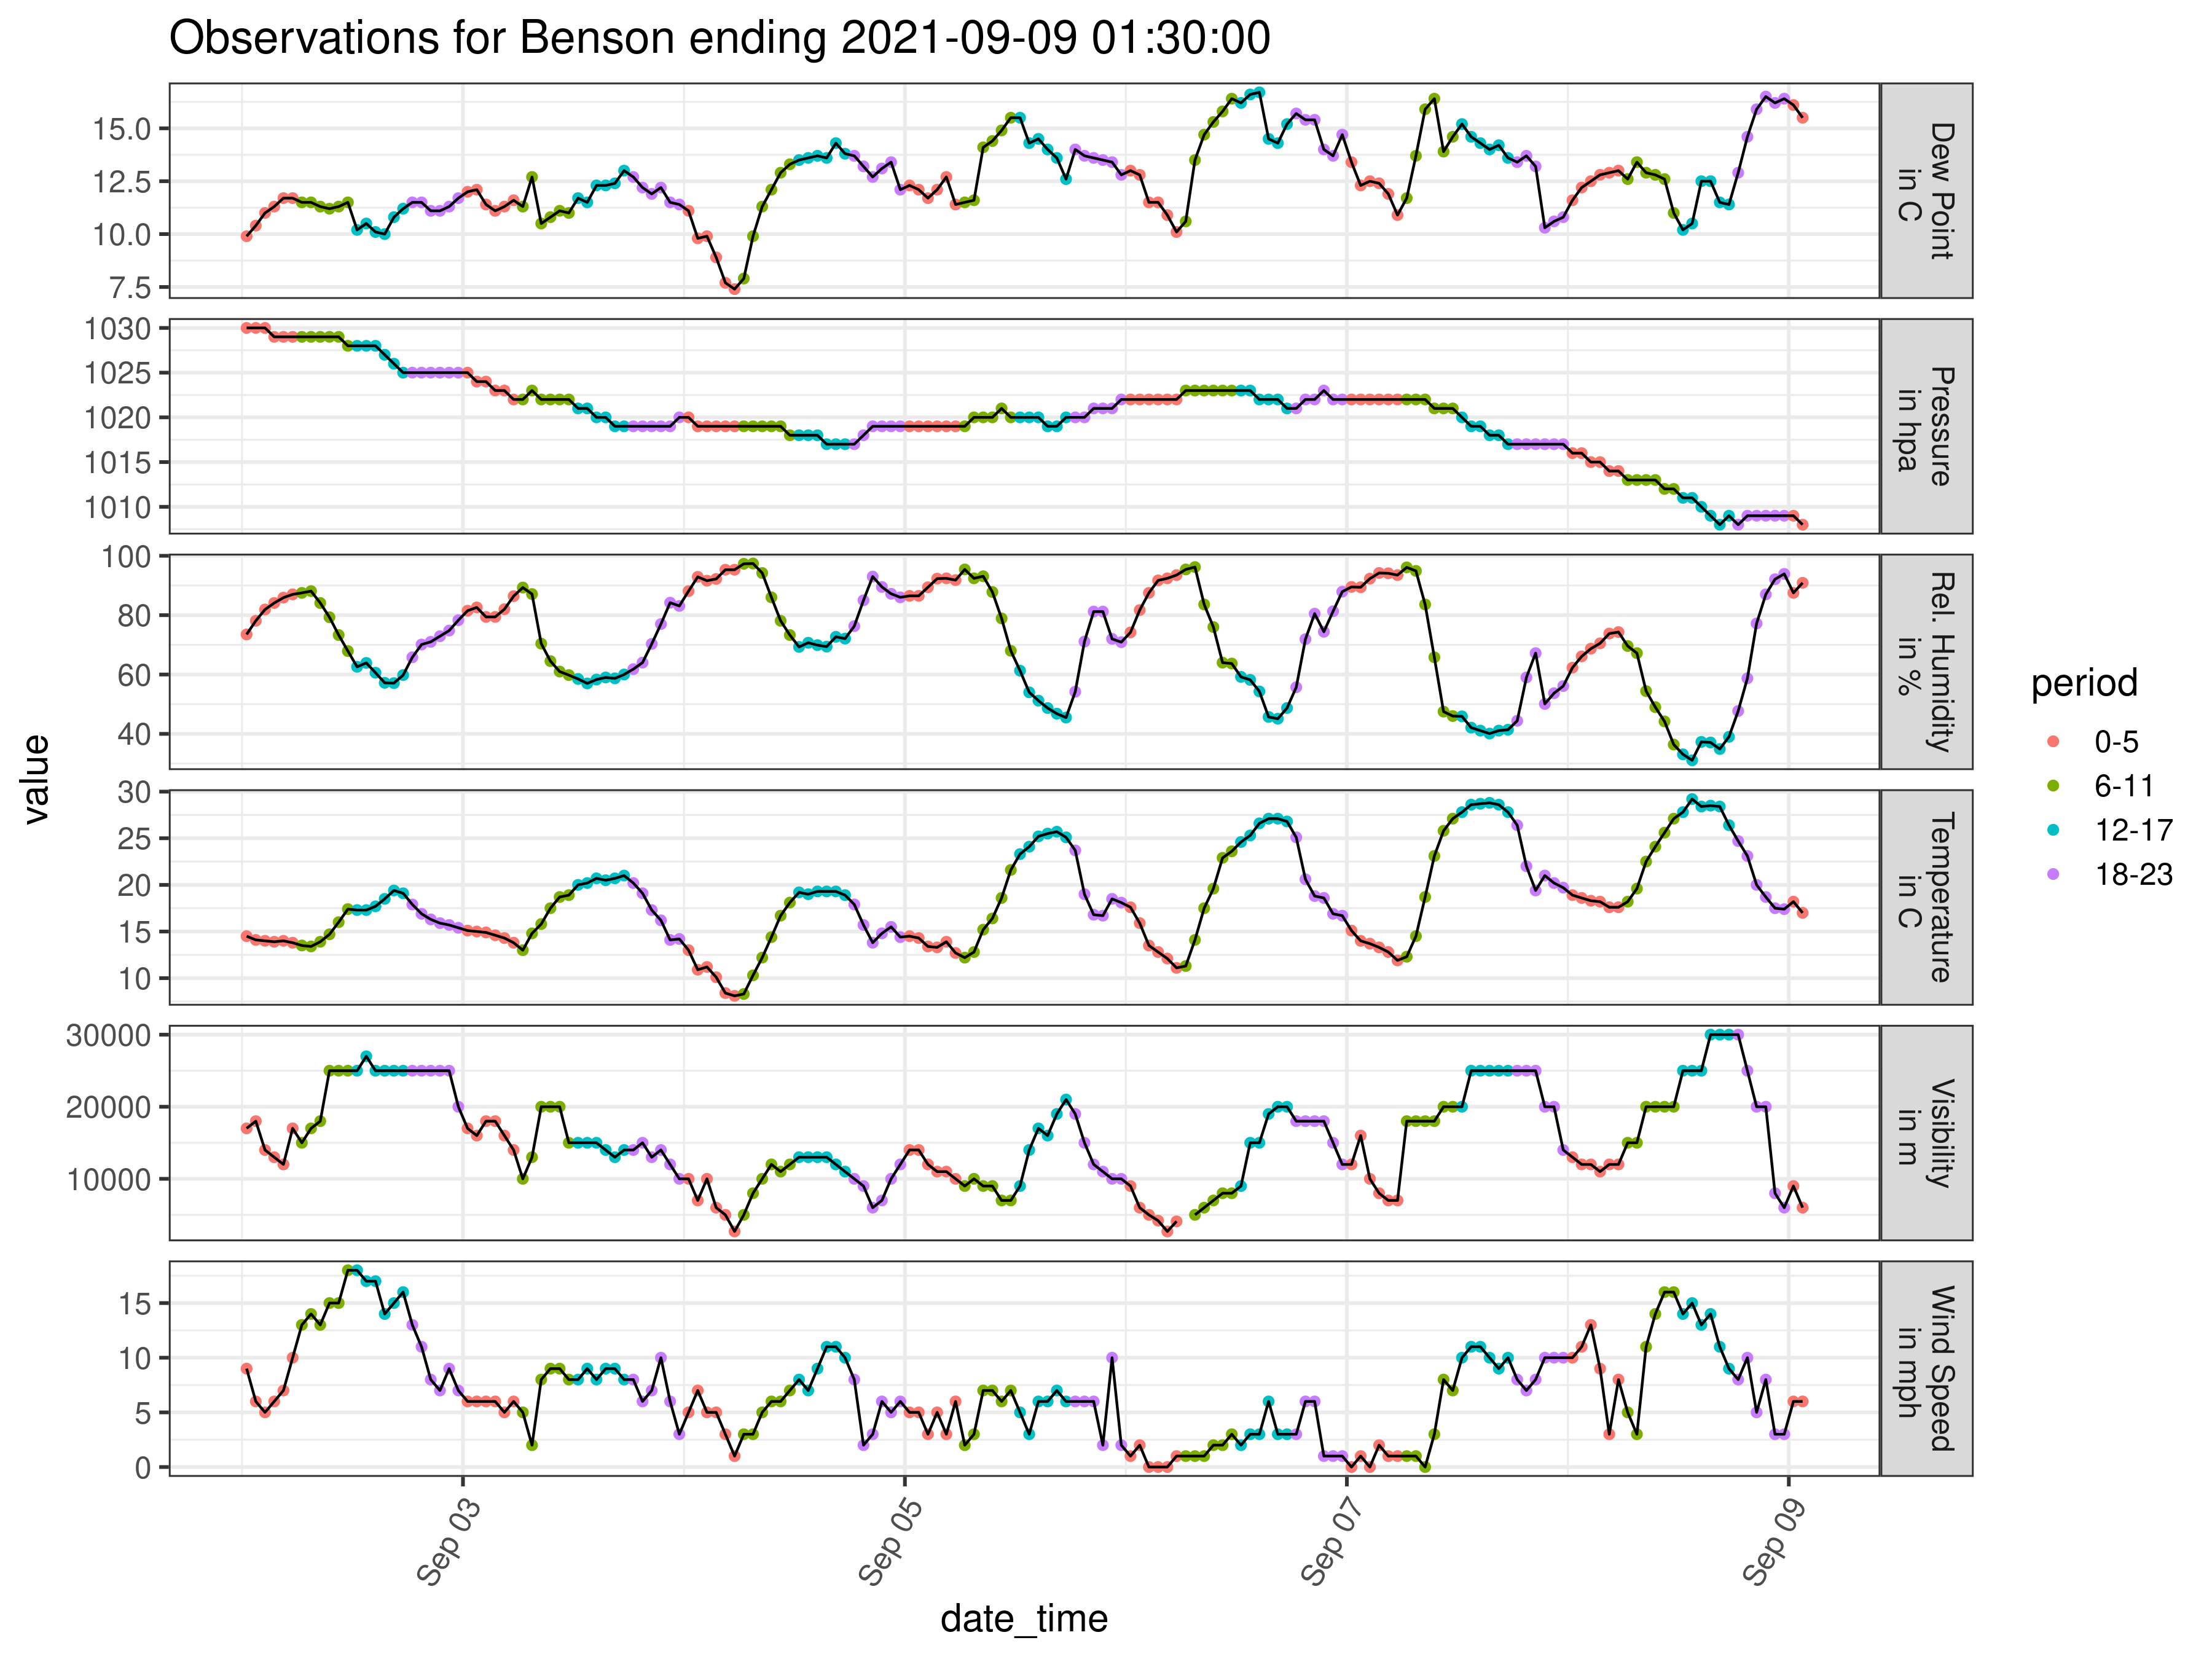 Observations for Benson ending 2021-09-09 01:30:00
value
15.0
12.5
10.0
7.5
Dew Point
in C
1030
1025
1020
1015
1010
Pressure
in hpa
100
80
60
40
Rel. Humidity
in %
30
25
20
15
10
Temperature
in C
30000
20000
10000
Visibility
in m
15
10
5
0
Wind Speed
in mph
Sep 03
Sep 05
Sep 07
Sep 09
date_time
period
0-5
6-11
12-17
18-23